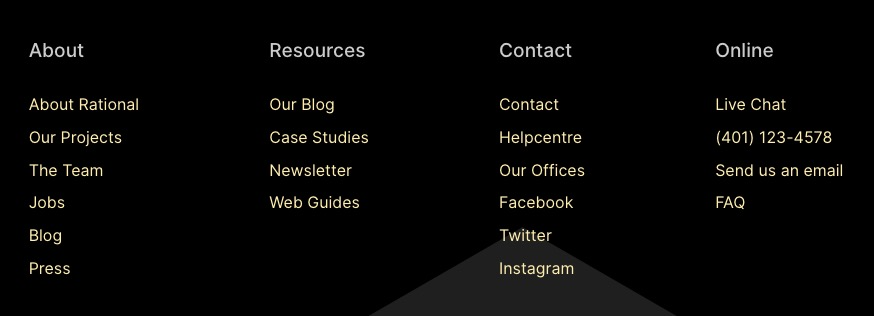 About
About Rational
Our Projects
The Team
Jobs
Blog
Press
Resources
Our Blog
Case Studies
Newsletter
Web Guides
Contact
Contact
Helpcentre
Our Offices
Facebook
Twitter
Instagram
Online
Live Chat
(401) 123-4578
Send us an email
FAQ